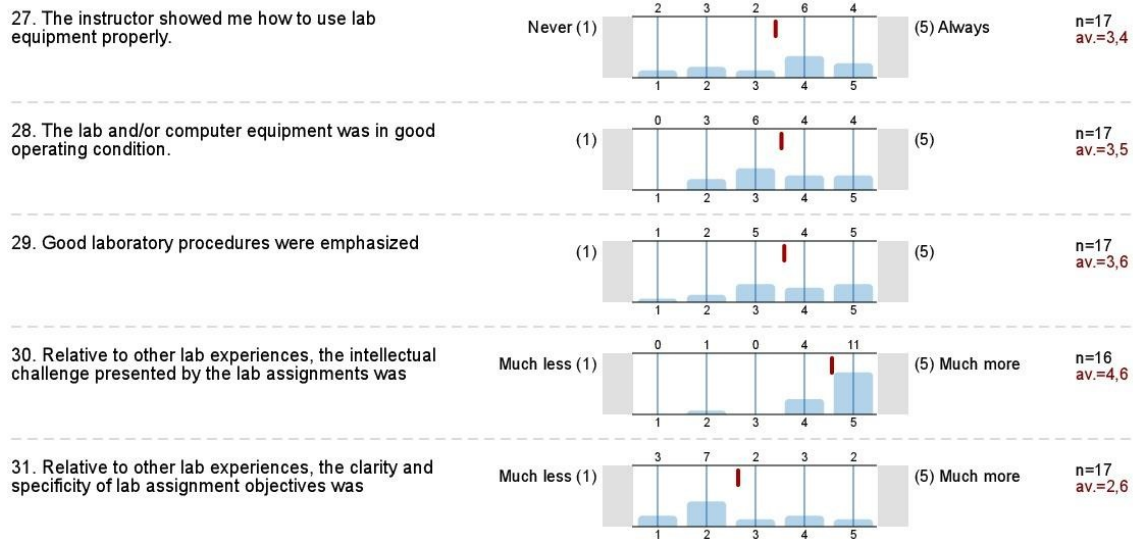 27. The instructor showed me how to use lab
equipment properly.
2 3 2 6 4
Never (1) (5) Always
1 2 3 4 5
n=17
av.=3,4
28. The lab and/or computer equipment was in good
operating condition.
0 3 6 4 4
(1) (5)
1 2 3 4 5
n=17
av.=3,5
29. Good laboratory procedures were emphasized
1 2 5 4 5
(1) (5)
1 2 3 4 5
n=17
av.=3,6
30. Relative to other lab experiences, the intellectual
challenge presented by the lab assignments was
0 1 0 4 11
Much less (1) (5) Much more
1 2 3 4 5
n=16
av.=4,6
31. Relative to other lab experiences, the clarity and
specificity of lab assignment objectives was
3 7 2 3 2
Much less (1) (5) Much more
1 2 3 4 5
n=17
av.=2,6